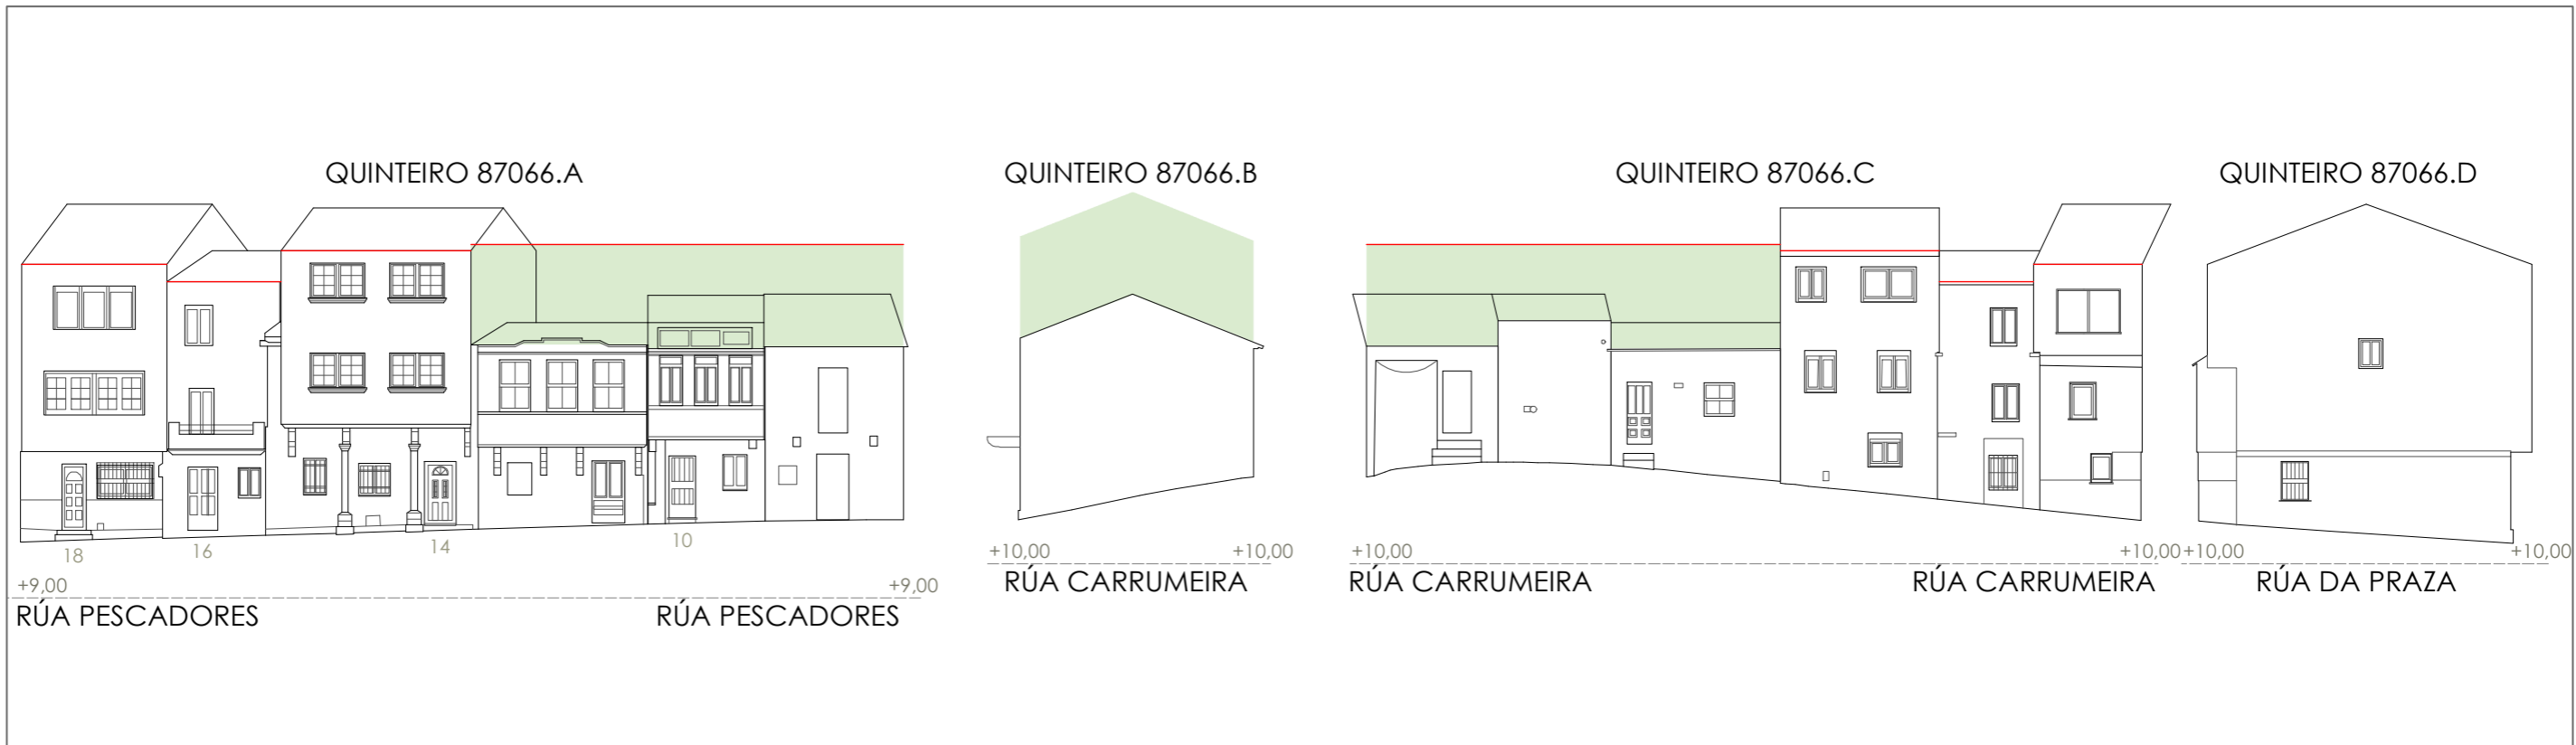 QUINTEIRO 87066.A
QUINTEIRO 87066.B
QUINTEIRO 87066.C
QUINTEIRO 87066.D
18
16
14
10
+9,00
+9,00
RÚA PESCADORES
RÚA PESCADORES
+10,00
+10,00
RÚA CARRUMEIRA
+10,00
+10,00
RÚA CARRUMEIRA
RÚA CARRUMEIRA
+10,00
+10,00
RÚA DA PRAZA